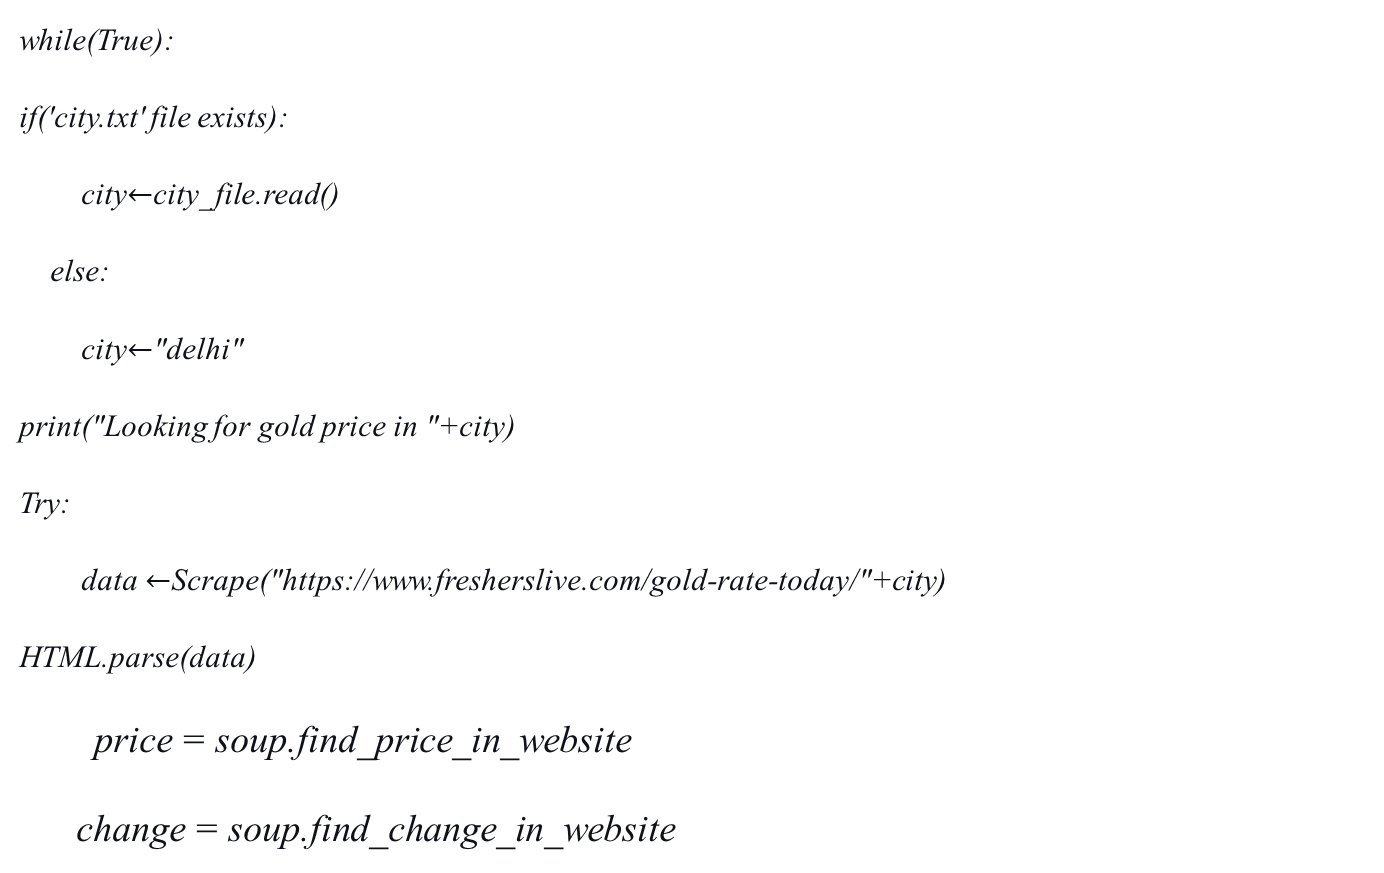 while(True):
if('city.txt' file exists):
city←city_file.read()
else:
city←"delhi"
print("Looking for gold price in "+city)
Try:
data ←Scrape("https://www.fresherslive.com/gold-rate-today/"+city)
HTML.parse(data)
price = soup.find_price_in_website
change = soup.find_change_in_website